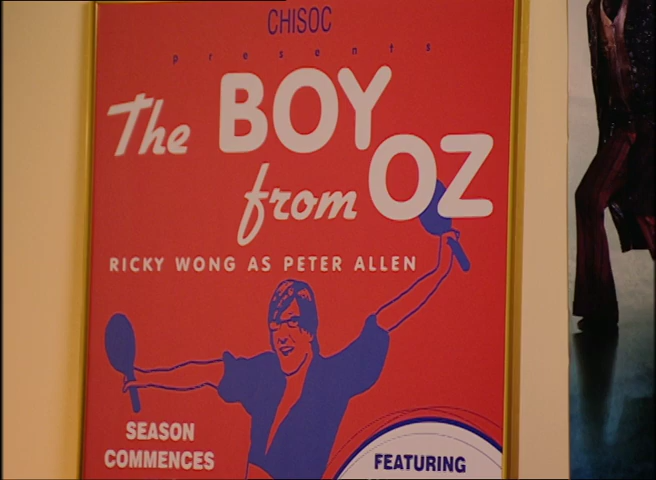 CHISOC
presents
The BOY
from OZ
RICKY WONG AS PETER ALLEN
SEASON
COMMENCES
FEATURING